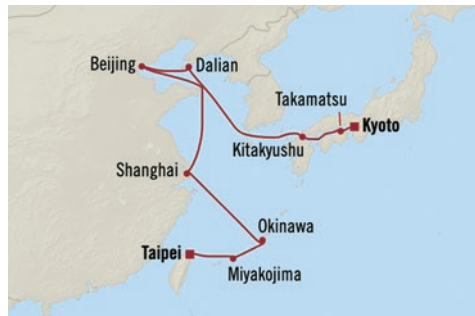 Beijing
Dalian
Takamatsu
Kyoto
Kitakyushu
Shanghai
Okinawa
Taipei
Miyakojima